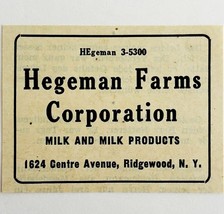 HEgeman 3-5300
Hegeman Farms
Corporation
MILK AND MILK PRODUCTS
1624 Centre Avenue, Ridgewood, N. Y.